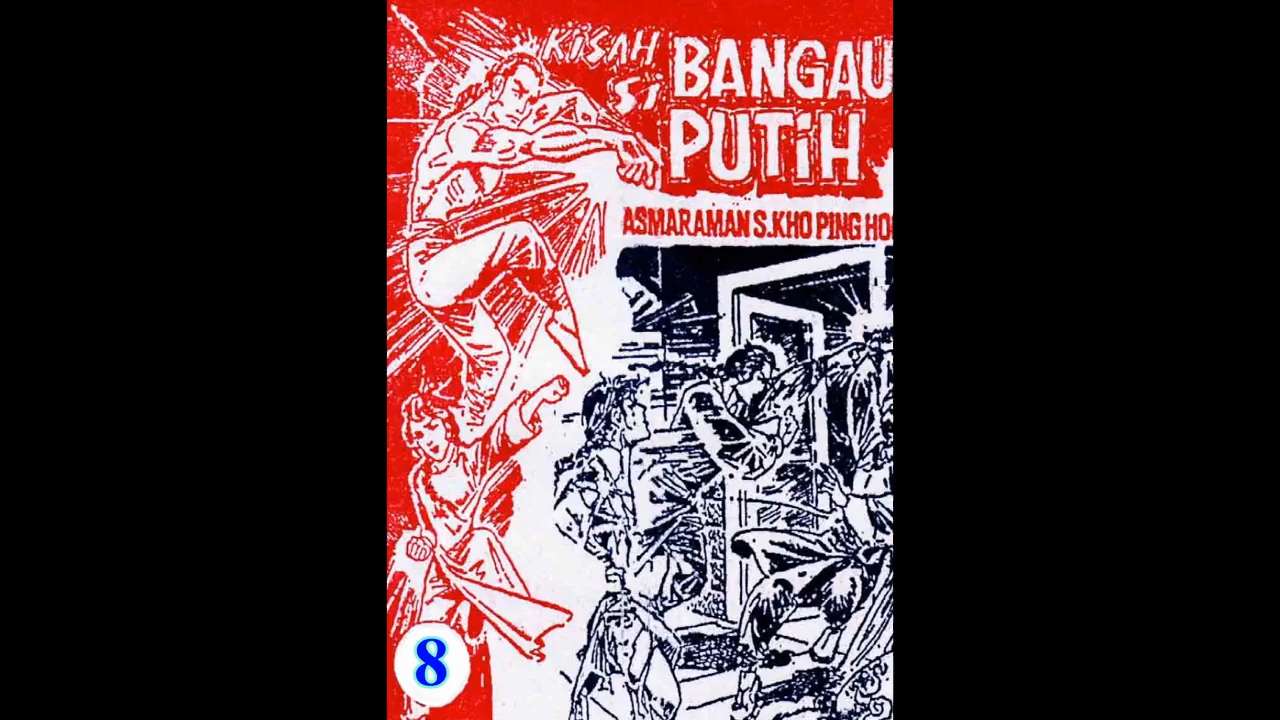 KISAH
SI
BANGAU
PUTIH
ASMARAMAN S. KHO PING HO
8